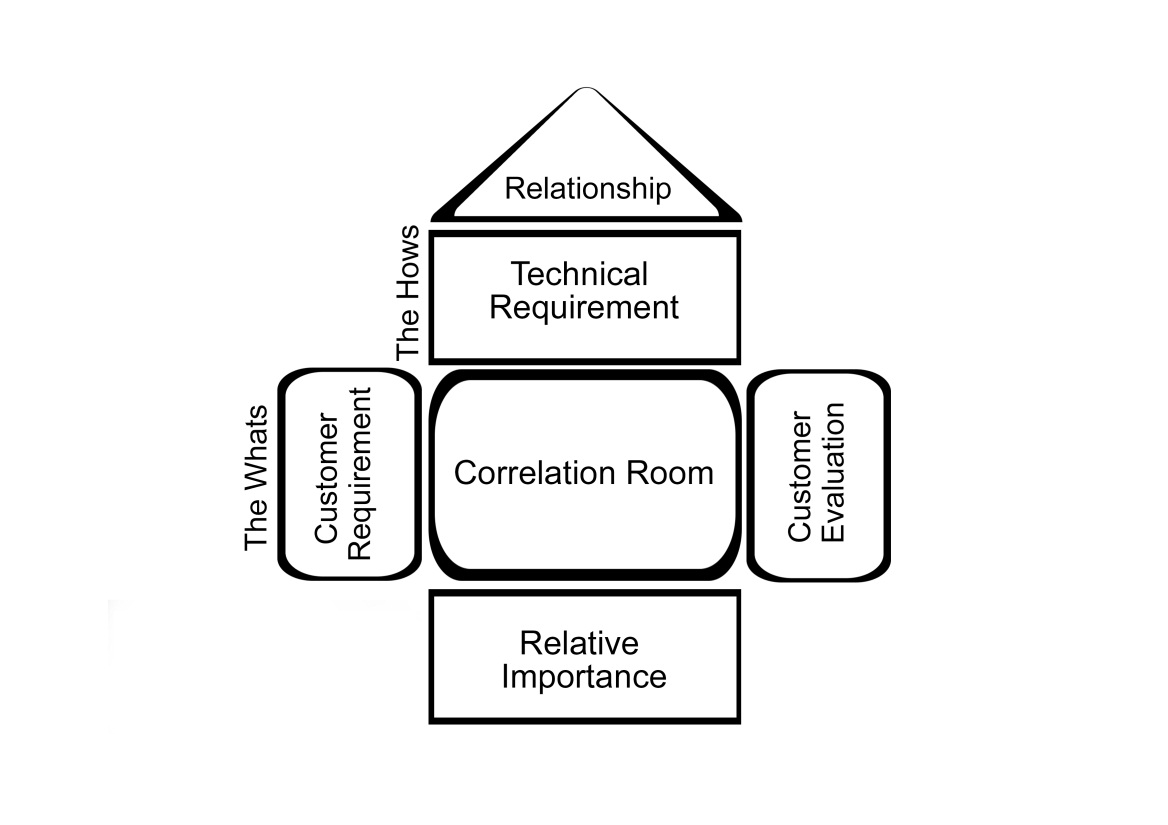 Relationship
The Hows
Technical
Requirement
The Whats
Customer
Requirement
Correlation Room
Customer
Evaluation
Relative
Importance